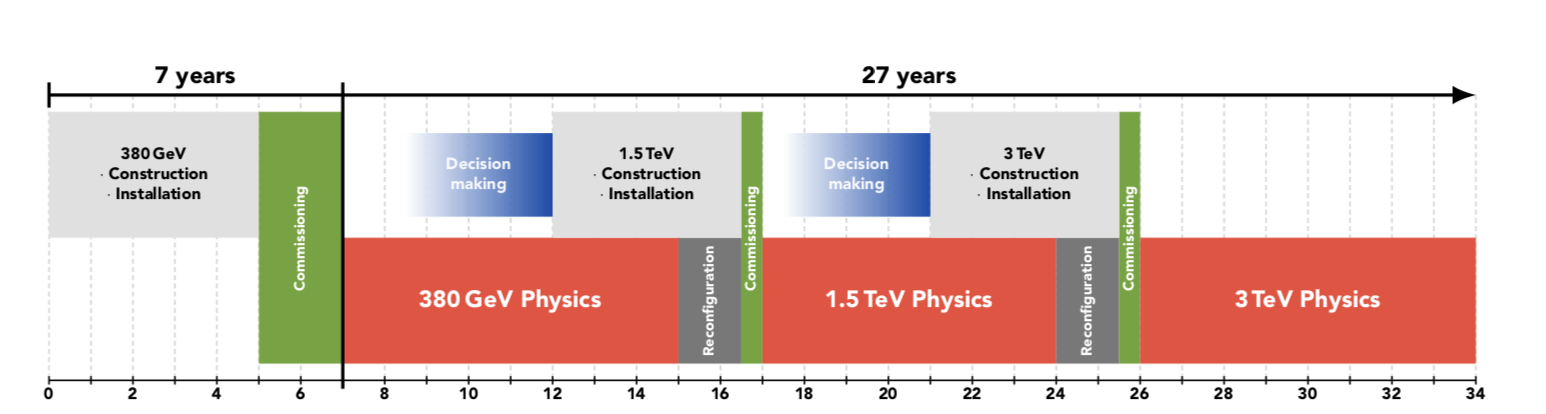 7 years
27 years
380 GeV
· Construction
· Installation
Commissioning
Decision
making
1.5 TeV
· Construction
· Installation
Commissioning
Decision
making
3 TeV
· Construction
· Installation
Commissioning
380 GeV Physics
Reconfiguration
1.5 TeV Physics
Reconfiguration
3 TeV Physics
0 2 4 6 8 10 12 14 16 18 20 22 24 26 28 30 32 34